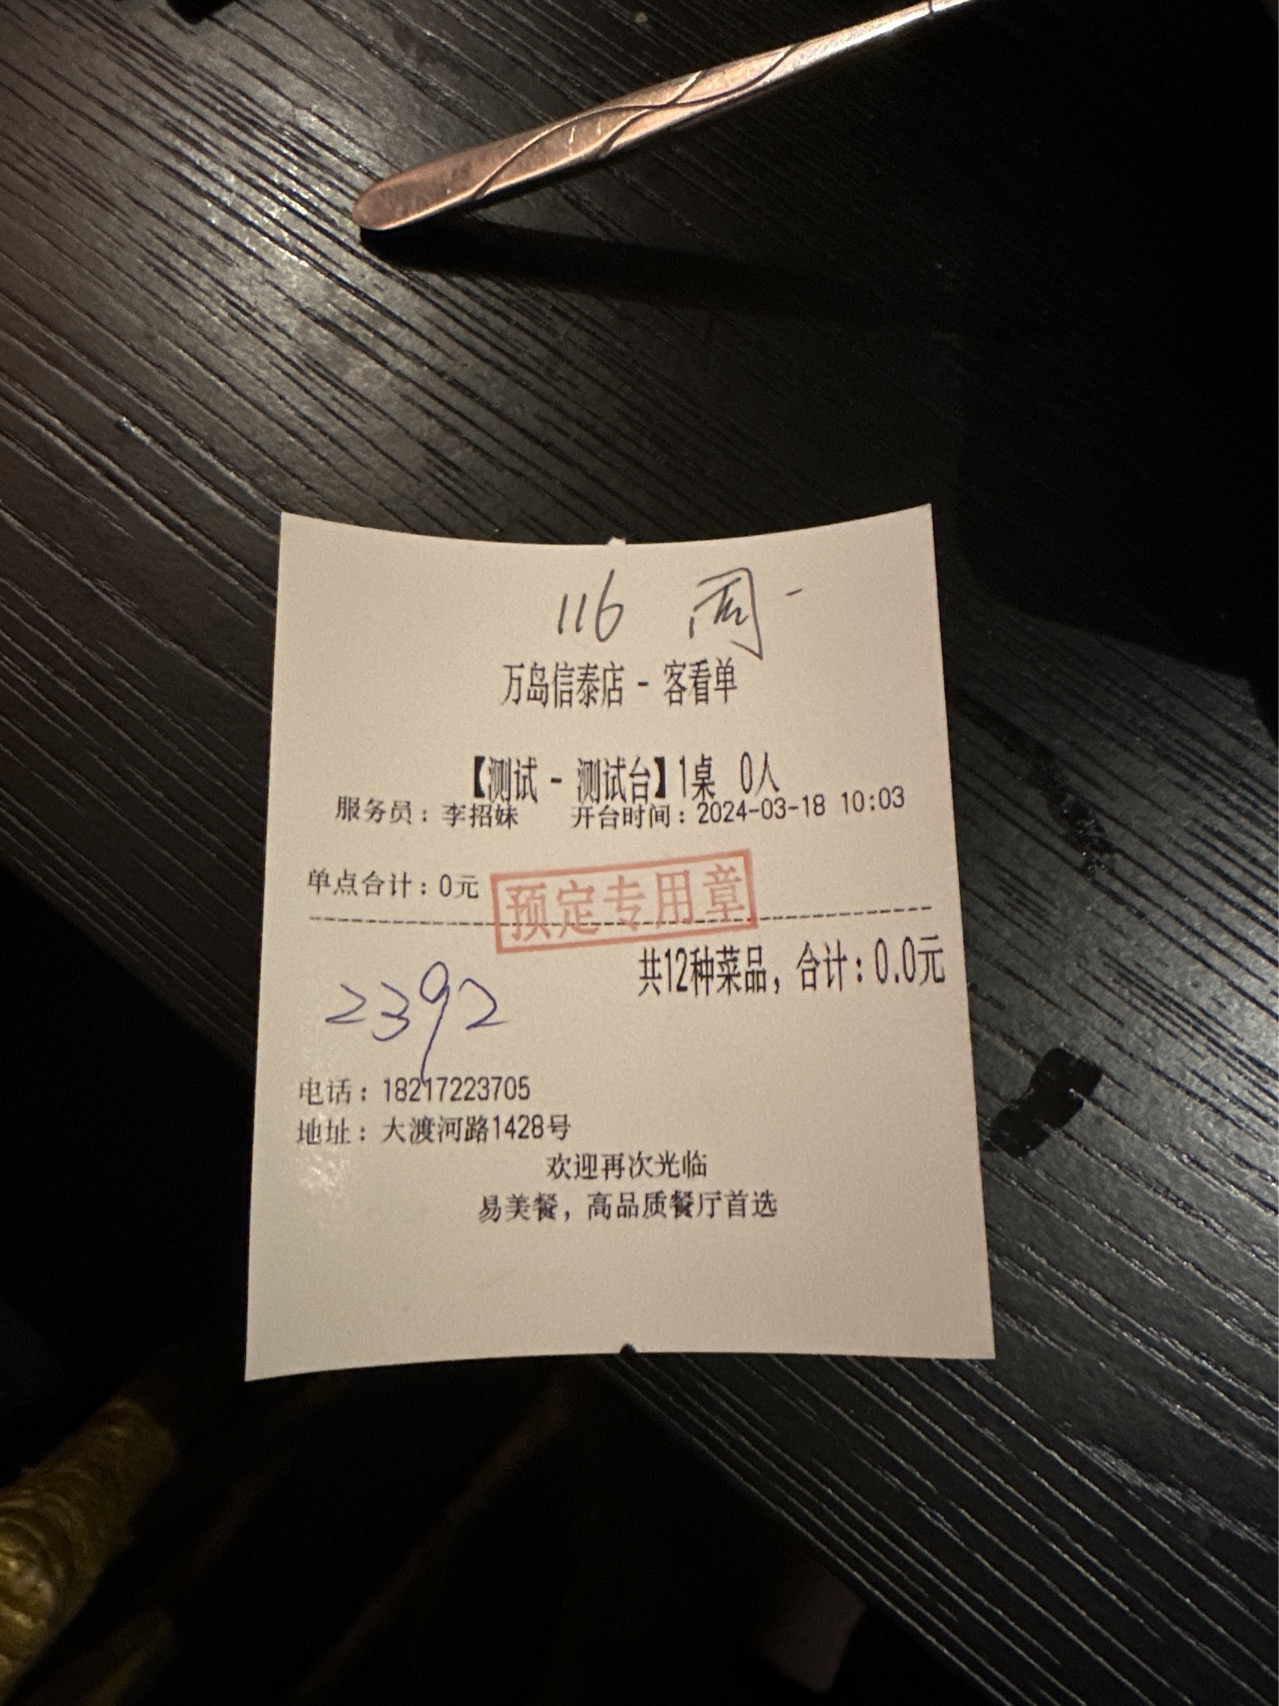 116 周一
万岛信泰店 - 客看单
【测试 - 测试台】1桌 0人
服务员：李招妹 开台时间：2024-03-18 10:03
单点合计：0元
预定专用章
共12种菜品，合计：0.0元
2392
电话：18217223705
地址：大渡河路1428号
欢迎再次光临
易美餐，高品质餐厅首选